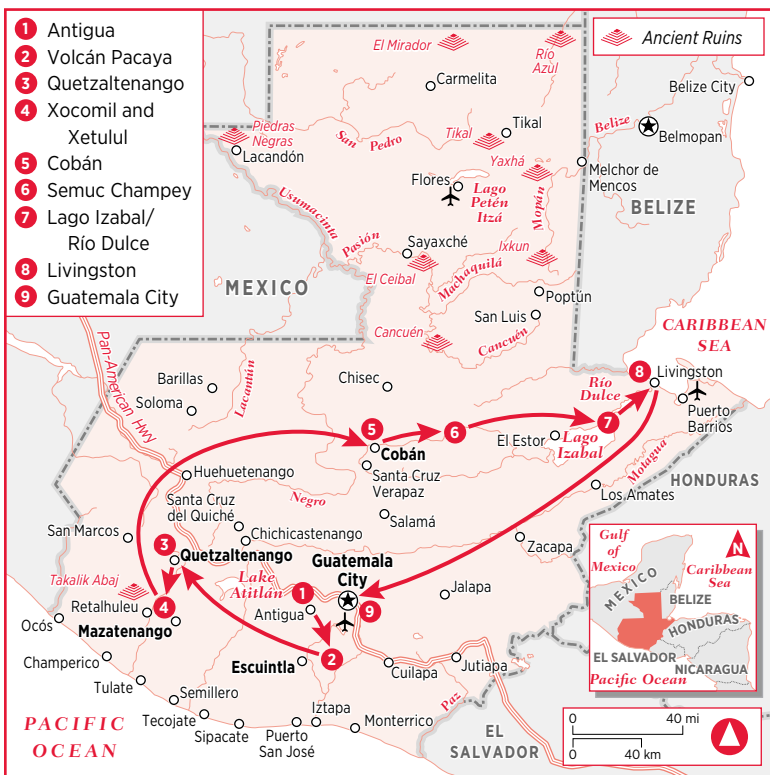 1 Antigua
2 Volcán Pacaya
3 Quetzaltenango
4 Xocomil and
Xetulul
5 Cobán
6 Semuc Champey
7 Lago Izabal/
Río Dulce
8 Livingston
9 Guatemala City
Ancient Ruins
El Mirador
Río
Azul
Carmelita
Belize City
Piedras
Negras
San Pedro
Tikal
Tikal
Belize
Belmopan
Lacandón
Yaxhá
Melchor de
Mencos
Flores
Lago
Petén
Itzá
Mopán
BELIZE
Usumacinta
Pasión
Sayaxché
Ixkun
El Ceibal
Machaquilá
MEXICO
Poptún
San Luis
Cancuén
Cancuén
CARIBBEAN
SEA
Pan-American Hwy
Lacantún
Barillas
Soloma
Chisec
8
Livingston
Río
Dulce
Puerto
Barrios
5
6
7
Cobán
El Estor
Lago
Izabal
Motagua
HONDURAS
Huehuetenango
Santa Cruz
Verapaz
Negro
Los Amates
Santa Cruz
del Quiché
Salamá
San Marcos
Chichicastenango
Zacapa
3
Quetzaltenango
Guatemala
City
Takalik Abaj
Lake
Atitlán
1
Jalapa
Retalhuleu
4
Antigua
9
Ocós
Mazatenango
2
Champerico
Escuintla
Cuilapa
Jutiapa
Tulate
Semillero
Iztapa
Paz
Tecojate
Sipacate
Puerto
San José
Monterrico
PACIFIC
OCEAN
EL
SALVADOR
Gulf
of
Mexico
N
Caribbean
Sea
MEXICO
BELIZE
HONDURAS
EL SALVADOR
NICARAGUA
Pacific Ocean
0 40 mi
0 40 km